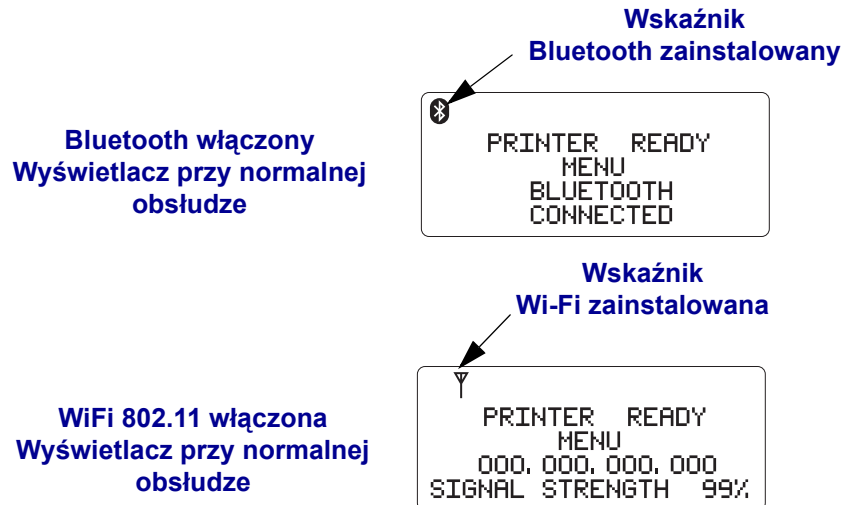 Wskaźnik
Bluetooth zainstalowany
Bluetooth włączony
Wyświetlacz przy normalnej
obsłudze
PRINTER READY
MENU
BLUETOOTH
CONNECTED
Wskaźnik
Wi-Fi zainstalowana
WiFi 802.11 włączona
Wyświetlacz przy normalnej
obsłudze
PRINTER READY
MENU
000. 000. 000. 000
SIGNAL STRENGTH 99%